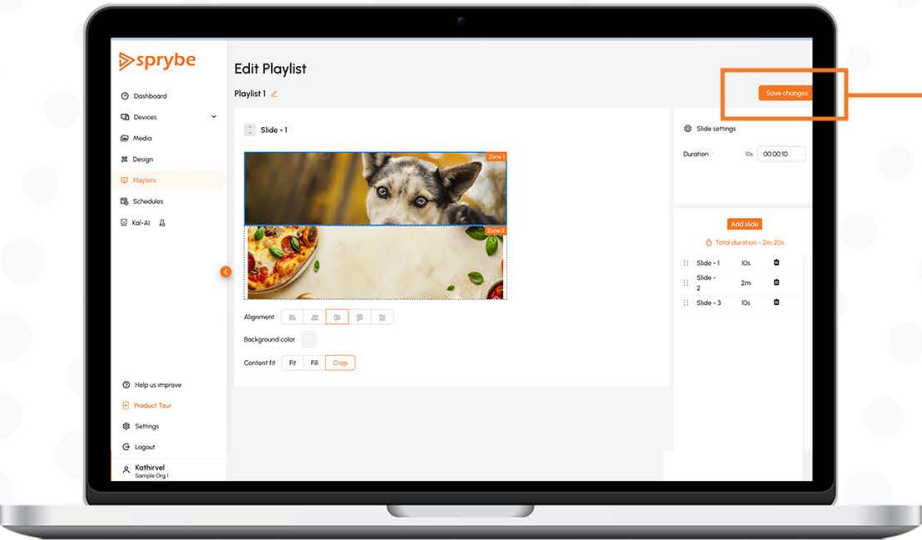 sprybe
Dashboard
Devices
Media
Design
Playlists
Schedules
Kal-AI
Help us improve
Product Tour
Settings
Logout
Kathirvel
Sample Org 1
Edit Playlist
Playlist 1
Save changes
Slide - 1
Zone 1
Zone 2
Alignment
Background color
Content fit
Fit
Fill
Crop
Slide settings
Duration
10s
00:00:10
Add slide
Total duration - 2m 20s
Slide - 1
10s
Slide -
2
2m
Slide - 3
10s